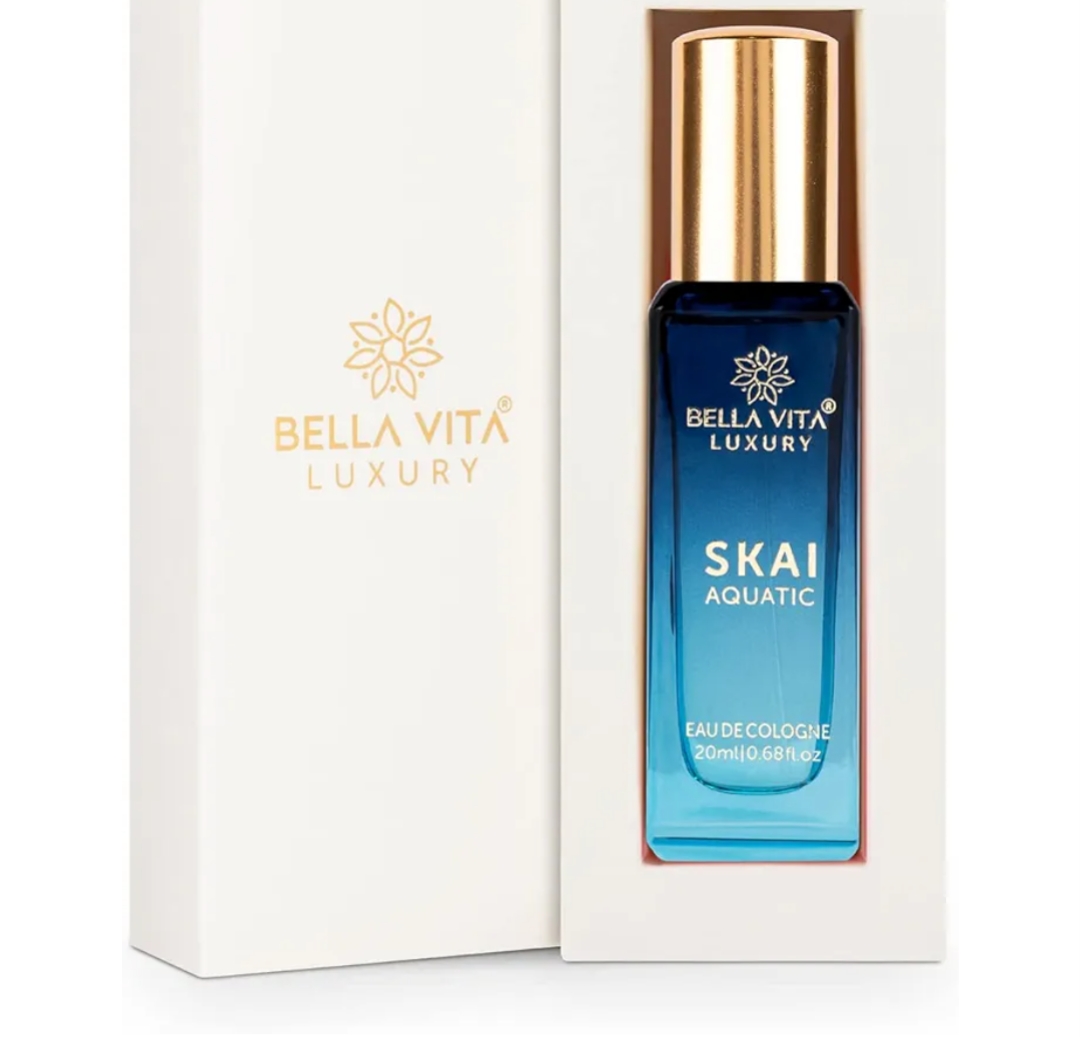 BELLA VITA®
LUXURY
BELLA VITA®
LUXURY
SKAI
AQUATIC
EAU DE COLOGNE
20ml|0.68fl.oz